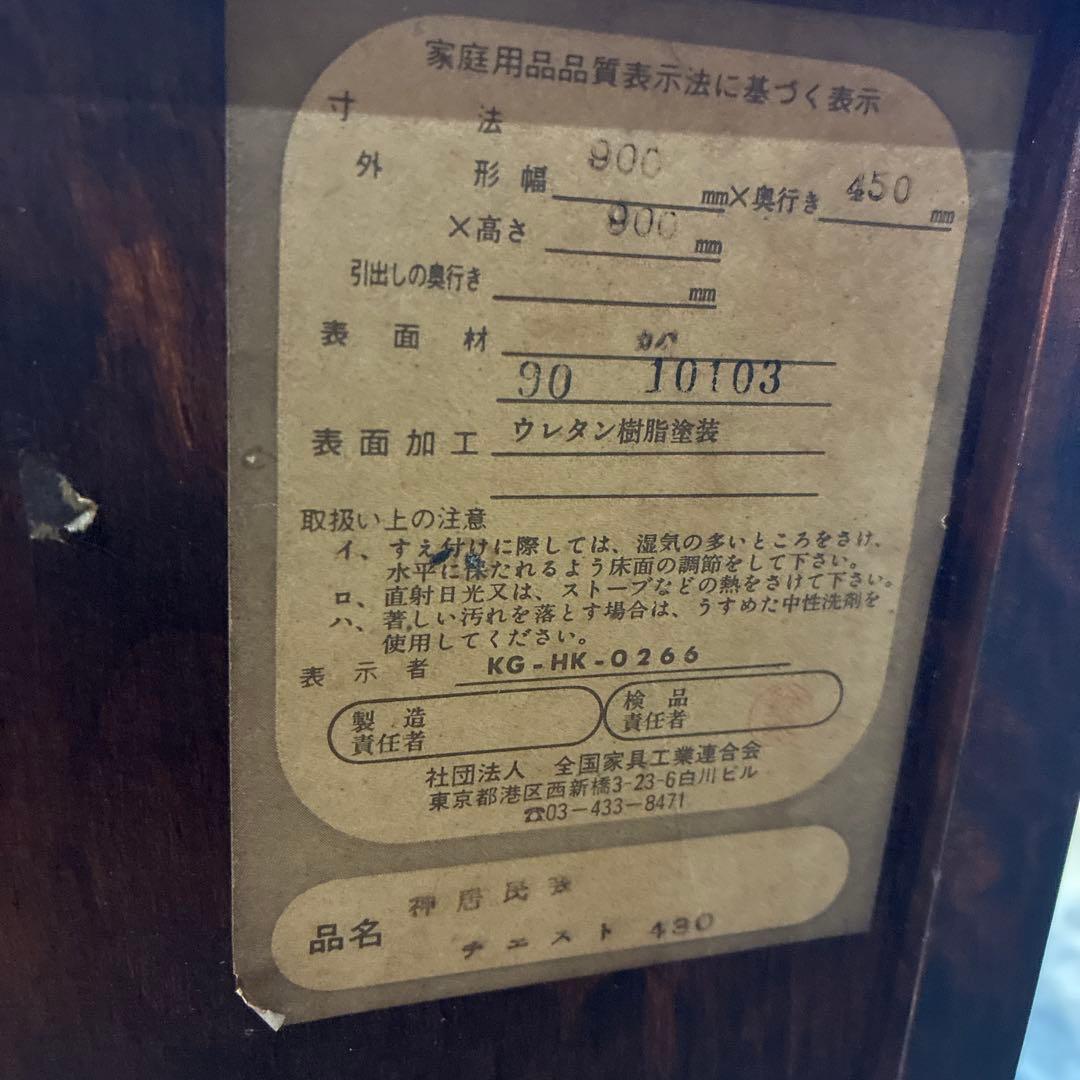 家庭用品品質表示法に基づく表示
寸法
外形 幅 900 mm×奥行き 450 mm
×高さ 900 mm
引出しの奥行き mm
表面材
90 10103
表面加工 ウレタン樹脂塗装
取扱い上の注意
イ、すえ付けに際しては、湿気の多いところをさけ、
水平に保たれるよう床面の調節をして下さい。
ロ、直射日光又は、ストーブなどの熱をさけて下さい。
ハ、著しい汚れを落とす場合は、うすめた中性洗剤を
使用してください。
表示者 KG-HK-0266
製造責任者 検品責任者
社団法人 全国家具工業連合会
東京都港区西新橋3-23-6白川ビル
☎03-433-8471
神居民芸
品名 チエスト 430